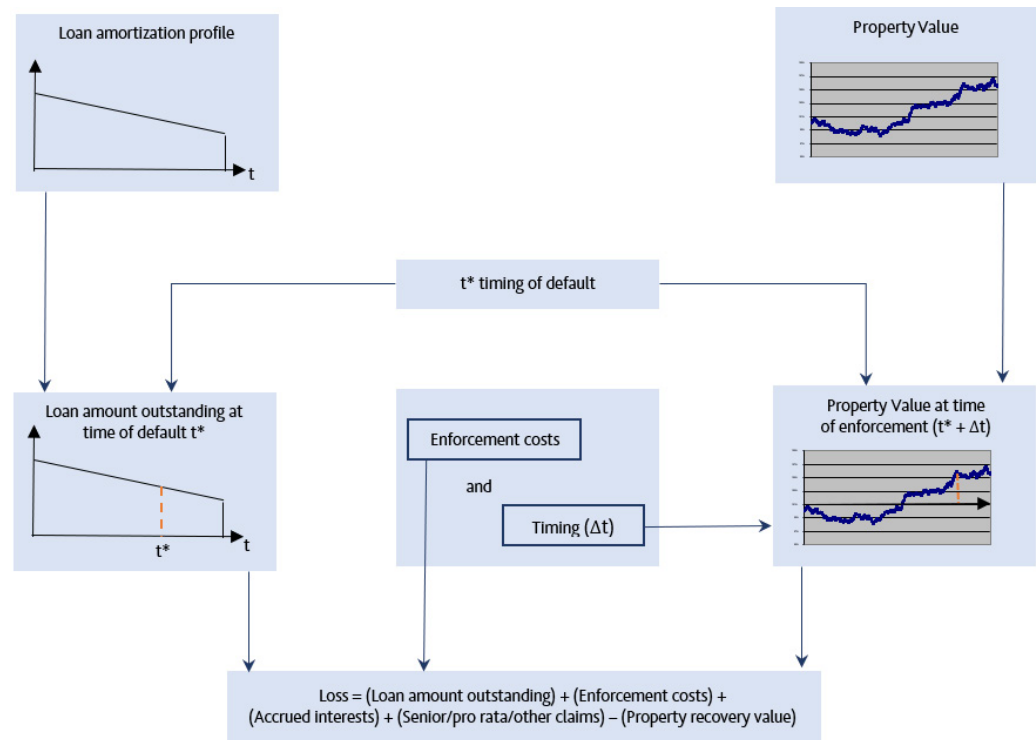 Loan amortization profile
t
Property Value
t* timing of default
Loan amount outstanding at
time of default t*
t*
t
Enforcement costs
and
Timing (Δt)
Property Value at time
of enforcement (t* + Δt)
Loss = (Loan amount outstanding) + (Enforcement costs) +
(Accrued interests) + (Senior/pro rata/other claims) – (Property recovery value)